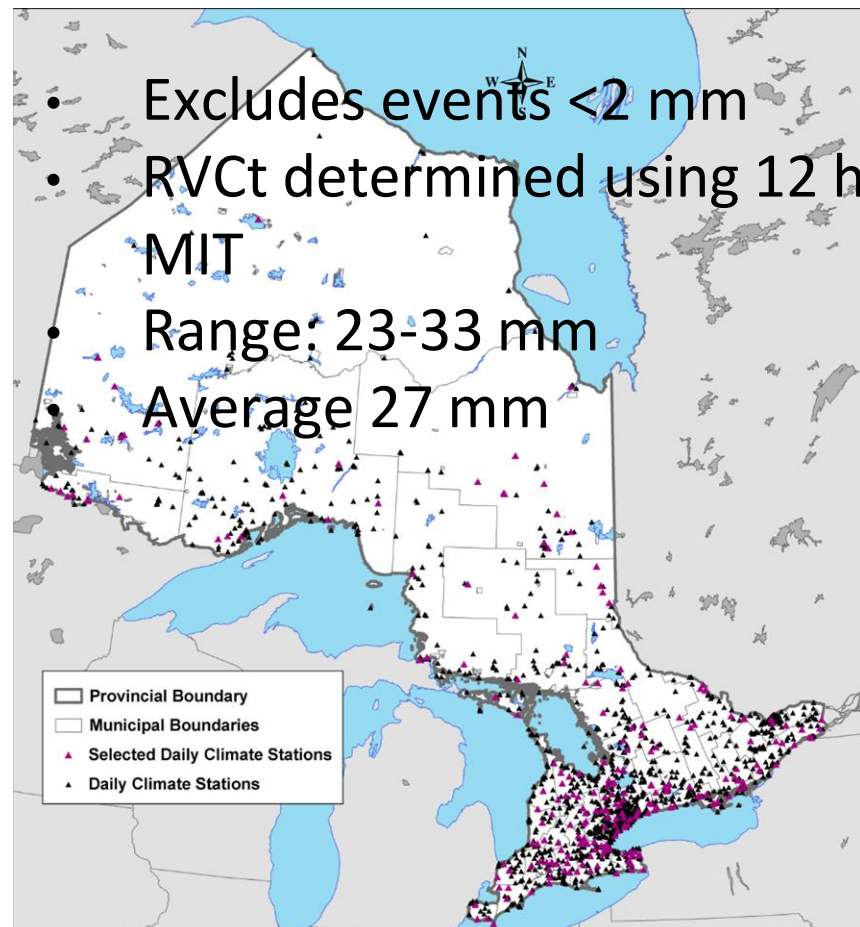 N
W E
S
• Excludes events <2 mm
• RVCt determined using 12 h
MIT
• Range: 23-33 mm
• Average 27 mm
Provincial Boundary
Municipal Boundaries
Selected Daily Climate Stations
Daily Climate Stations